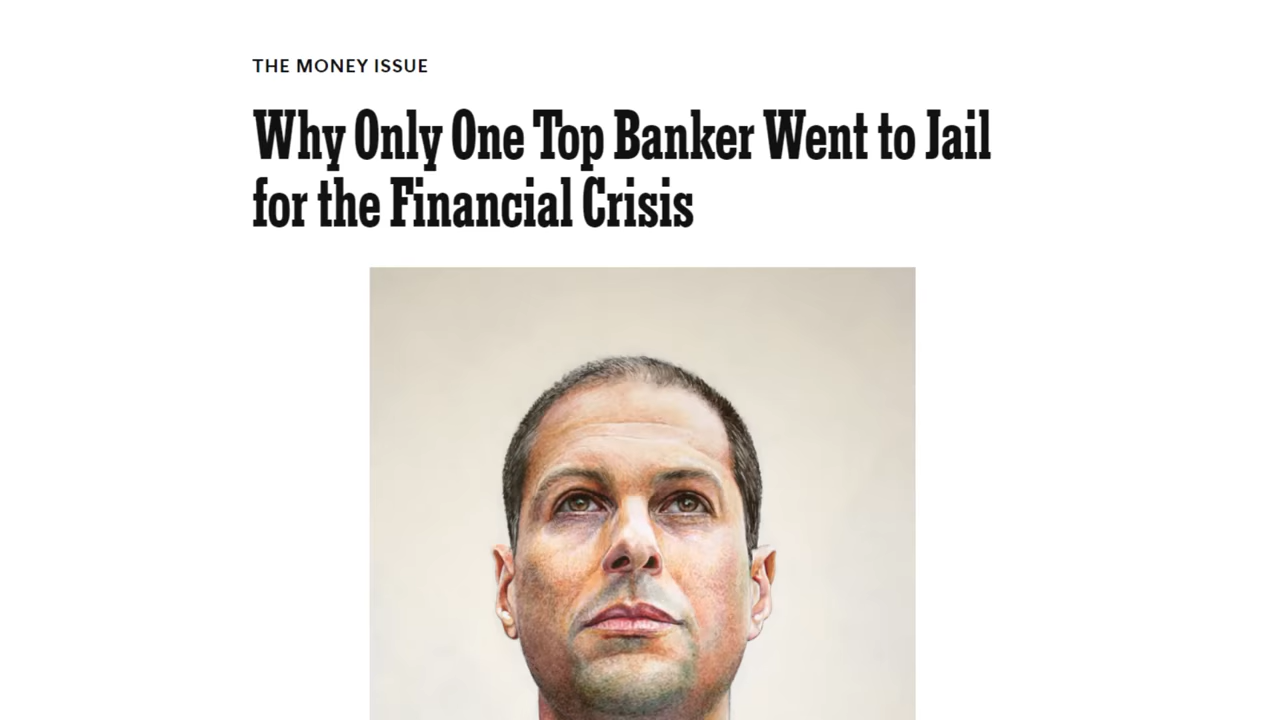 THE MONEY ISSUE
Why Only One Top Banker Went to Jail
for the Financial Crisis